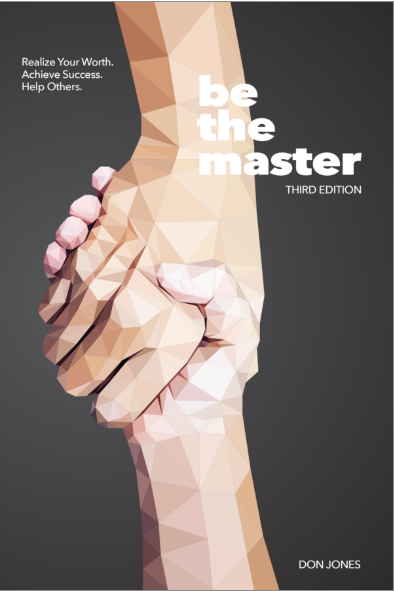 Realize Your Worth.
Achieve Success.
Help Others.
be
the
master
THIRD EDITION
DON JONES